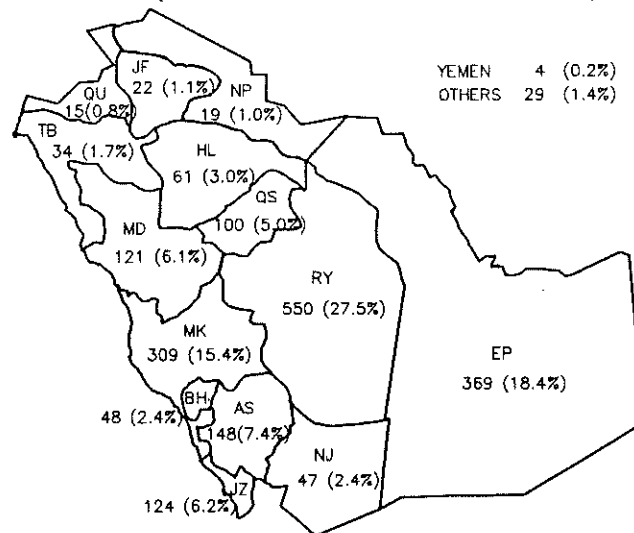 JF
22 (1.1%)
YEMEN 4 (0.2%)
OTHERS 29 (1.4%)
QU
15(0.8%)
NP
19 (1.0%)
TB
34 (1.7%)
HL
61 (3.0%)
QS
100 (5.0%)
MD
121 (6.1%)
RY
550 (27.5%)
MK
309 (15.4%)
EP
369 (18.4%)
BH
48 (2.4%)
AS
148(7.4%)
NJ
47 (2.4%)
JZ
124 (6.2%)